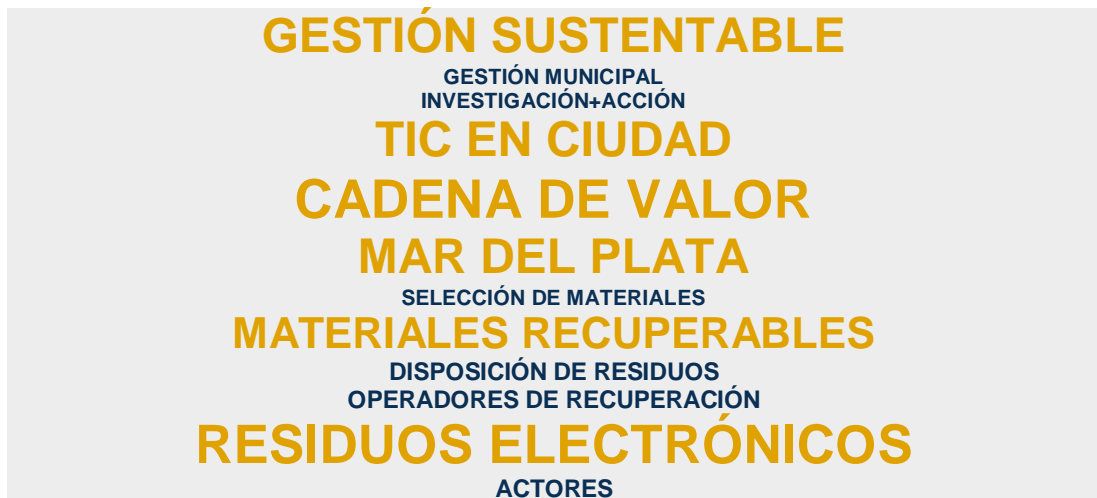 GESTIÓN SUSTENTABLE
GESTIÓN MUNICIPAL
INVESTIGACIÓN+ACCIÓN
TIC EN CIUDAD
CADENA DE VALOR
MAR DEL PLATA
SELECCIÓN DE MATERIALES
MATERIALES RECUPERABLES
DISPOSICIÓN DE RESIDUOS
OPERADORES DE RECUPERACIÓN
RESIDUOS ELECTRÓNICOS
ACTORES